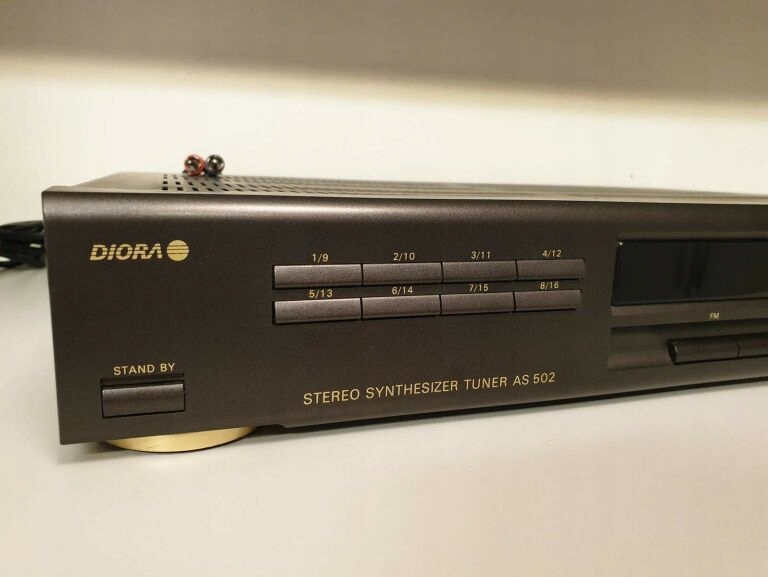 DIORA
1/9 2/10 3/11 4/12
5/13 6/14 7/15 8/16
FM
STAND BY
STEREO SYNTHESIZER TUNER AS 502